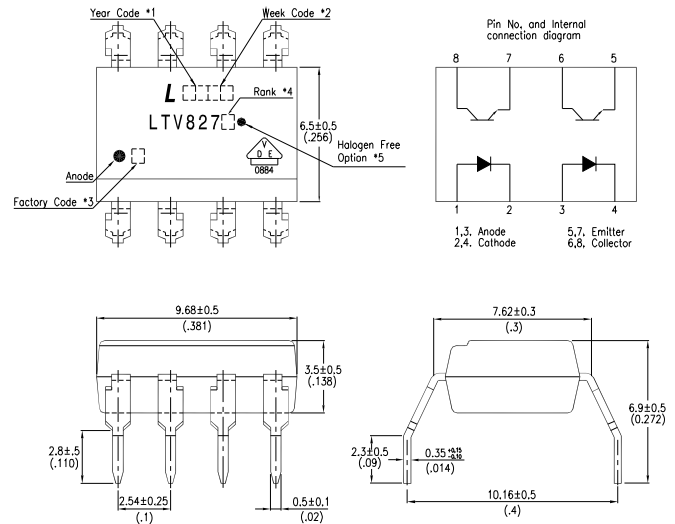 Year Code *1
Week Code *2
L
Rank *4
LTV827
6.5±0.5
(.256)
Halogen Free
Option *5
V
D E
0884
Anode
Factory Code *3
Pin No. and Internal
connection diagram
8 7 6 5
1 2 3 4
1,3. Anode
2,4. Cathode
5,7. Emitter
6,8. Collector
9.68±0.5
(.381)
3.5±0.5
(.138)
2.8±.5
(.110)
2.54±0.25
(.1)
0.5±0.1
(.02)
7.62±0.3
(.3)
6.9±0.5
(0.272)
2.3±0.5
(.09)
0.35 +0.15 -0.10
(.014)
10.16±0.5
(.4)